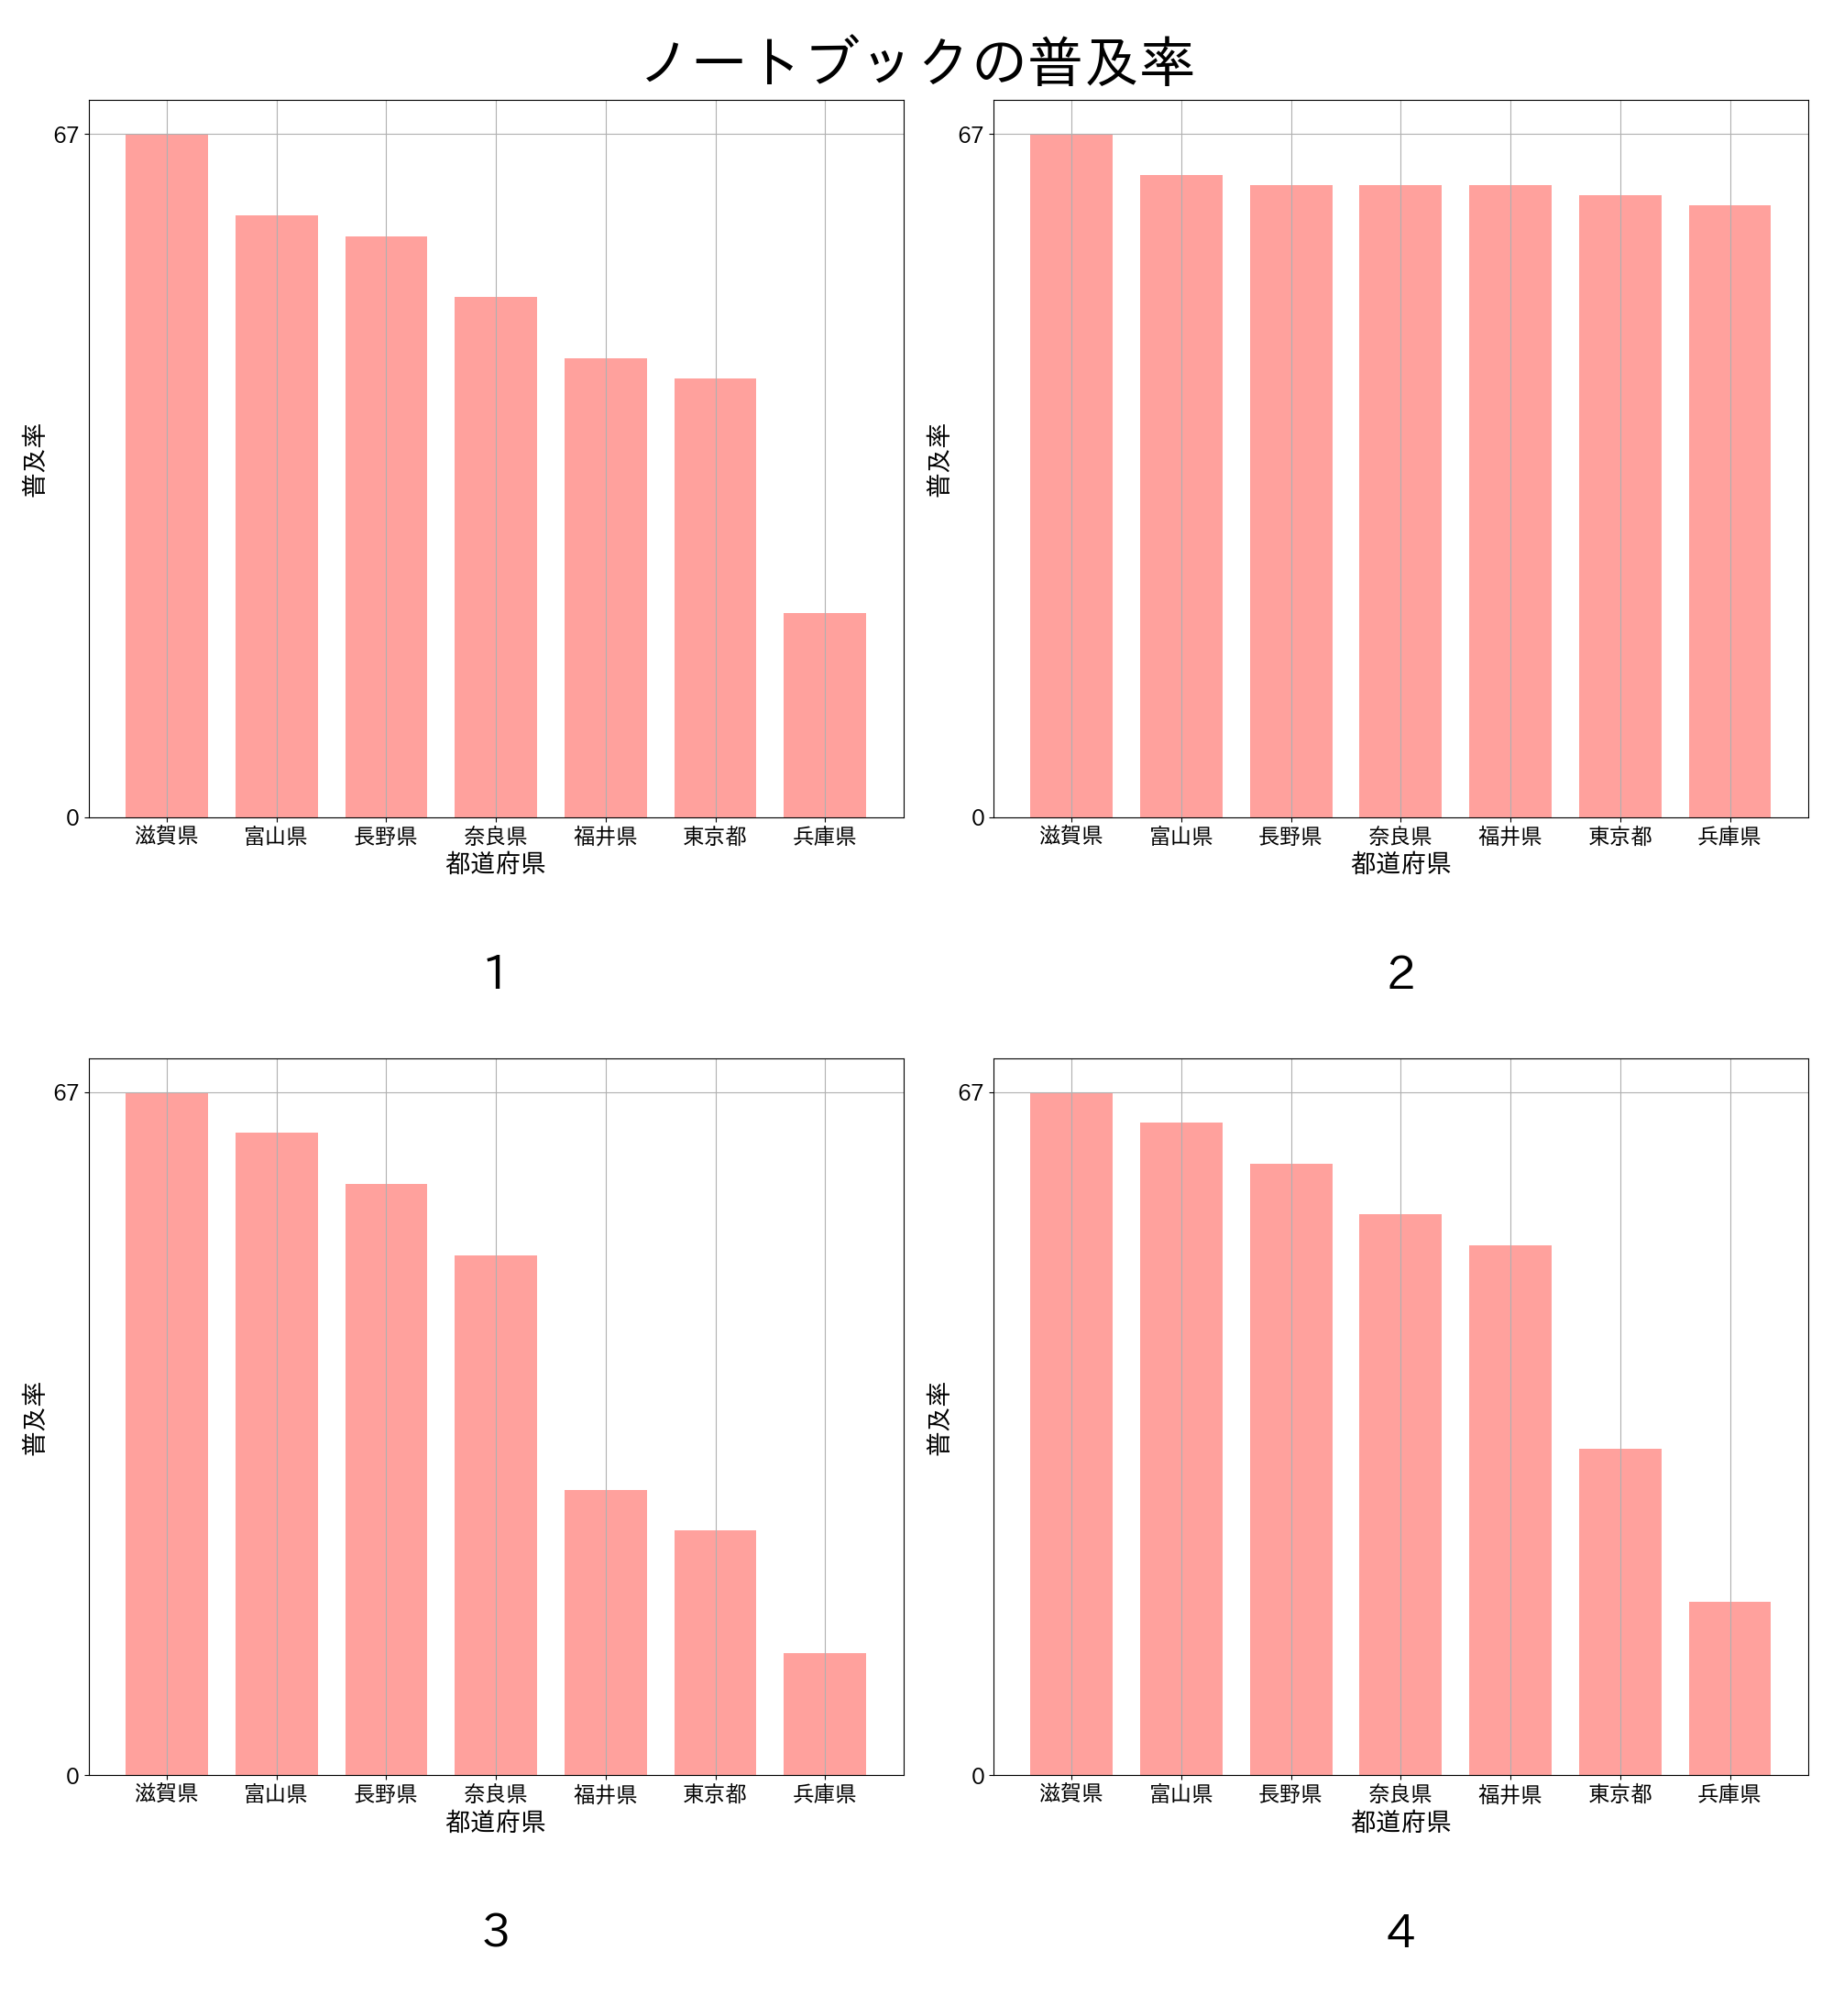 ノートブックの普及率
67
0
普及率
滋賀県 富山県 長野県 奈良県 福井県 東京都 兵庫県
都道府県
1
67
0
普及率
滋賀県 富山県 長野県 奈良県 福井県 東京都 兵庫県
都道府県
2
67
0
普及率
滋賀県 富山県 長野県 奈良県 福井県 東京都 兵庫県
都道府県
3
67
0
普及率
滋賀県 富山県 長野県 奈良県 福井県 東京都 兵庫県
都道府県
4